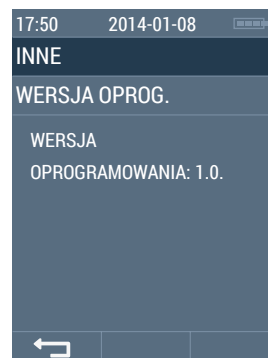 17:50 2014-01-08
INNE
WERSJA OPROG.
WERSJA
OPROGRAMOWANIA: 1.0.